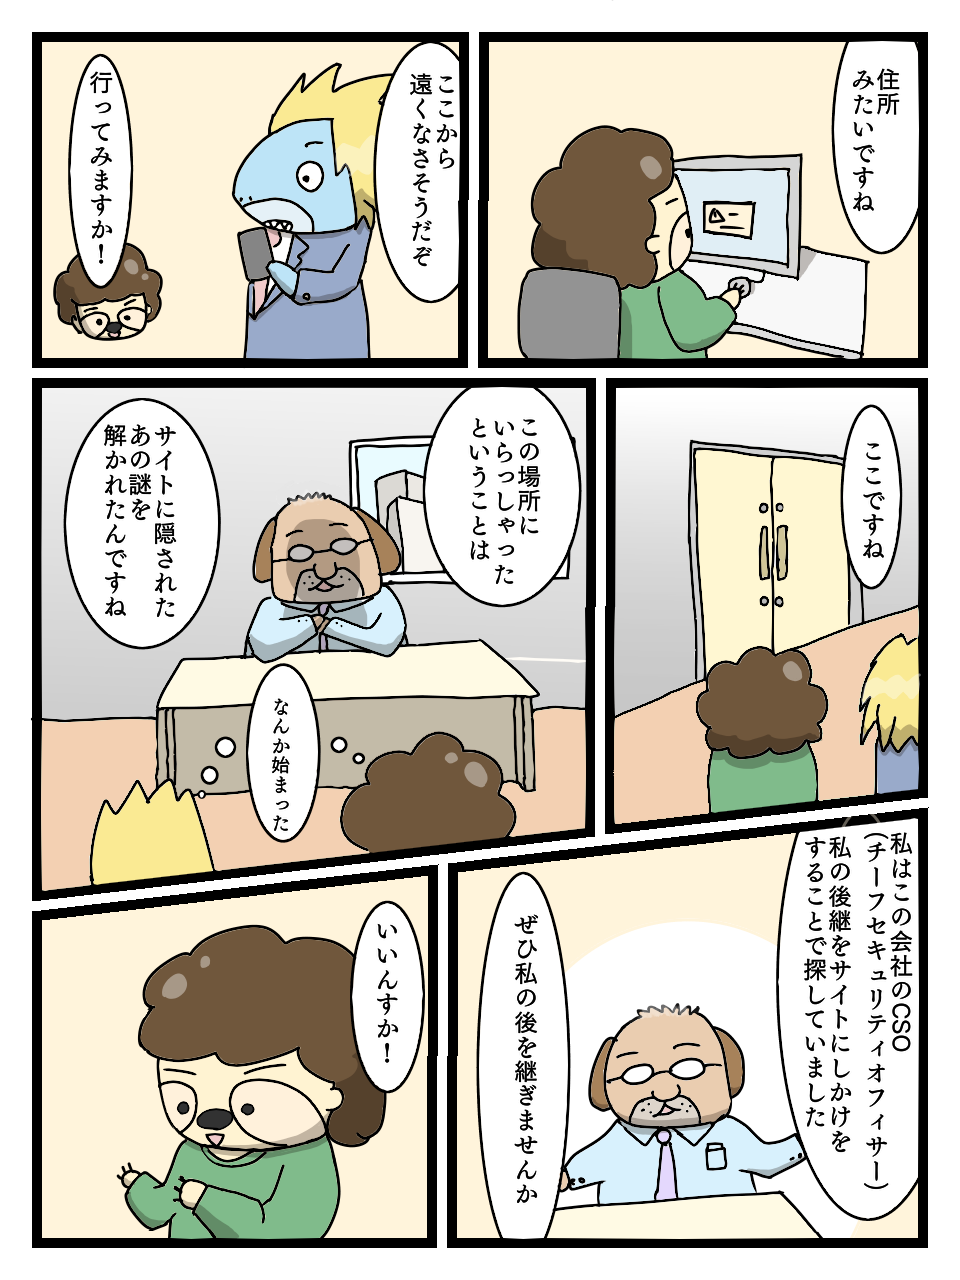 住所
みたいですね
ここから
遠くなさそうだぞ
行ってみますか！
ここですね
この場所に
いらっしゃった
ということは
サイトに隠された
あの謎を
解かれたんですね
なんか始まった
私はこの会社のCSO
(チーフセキュリティオフィサー)
私の後継をサイトにしかけを
することで探していました
ぜひ私の後を継ぎませんか
いいんすか！